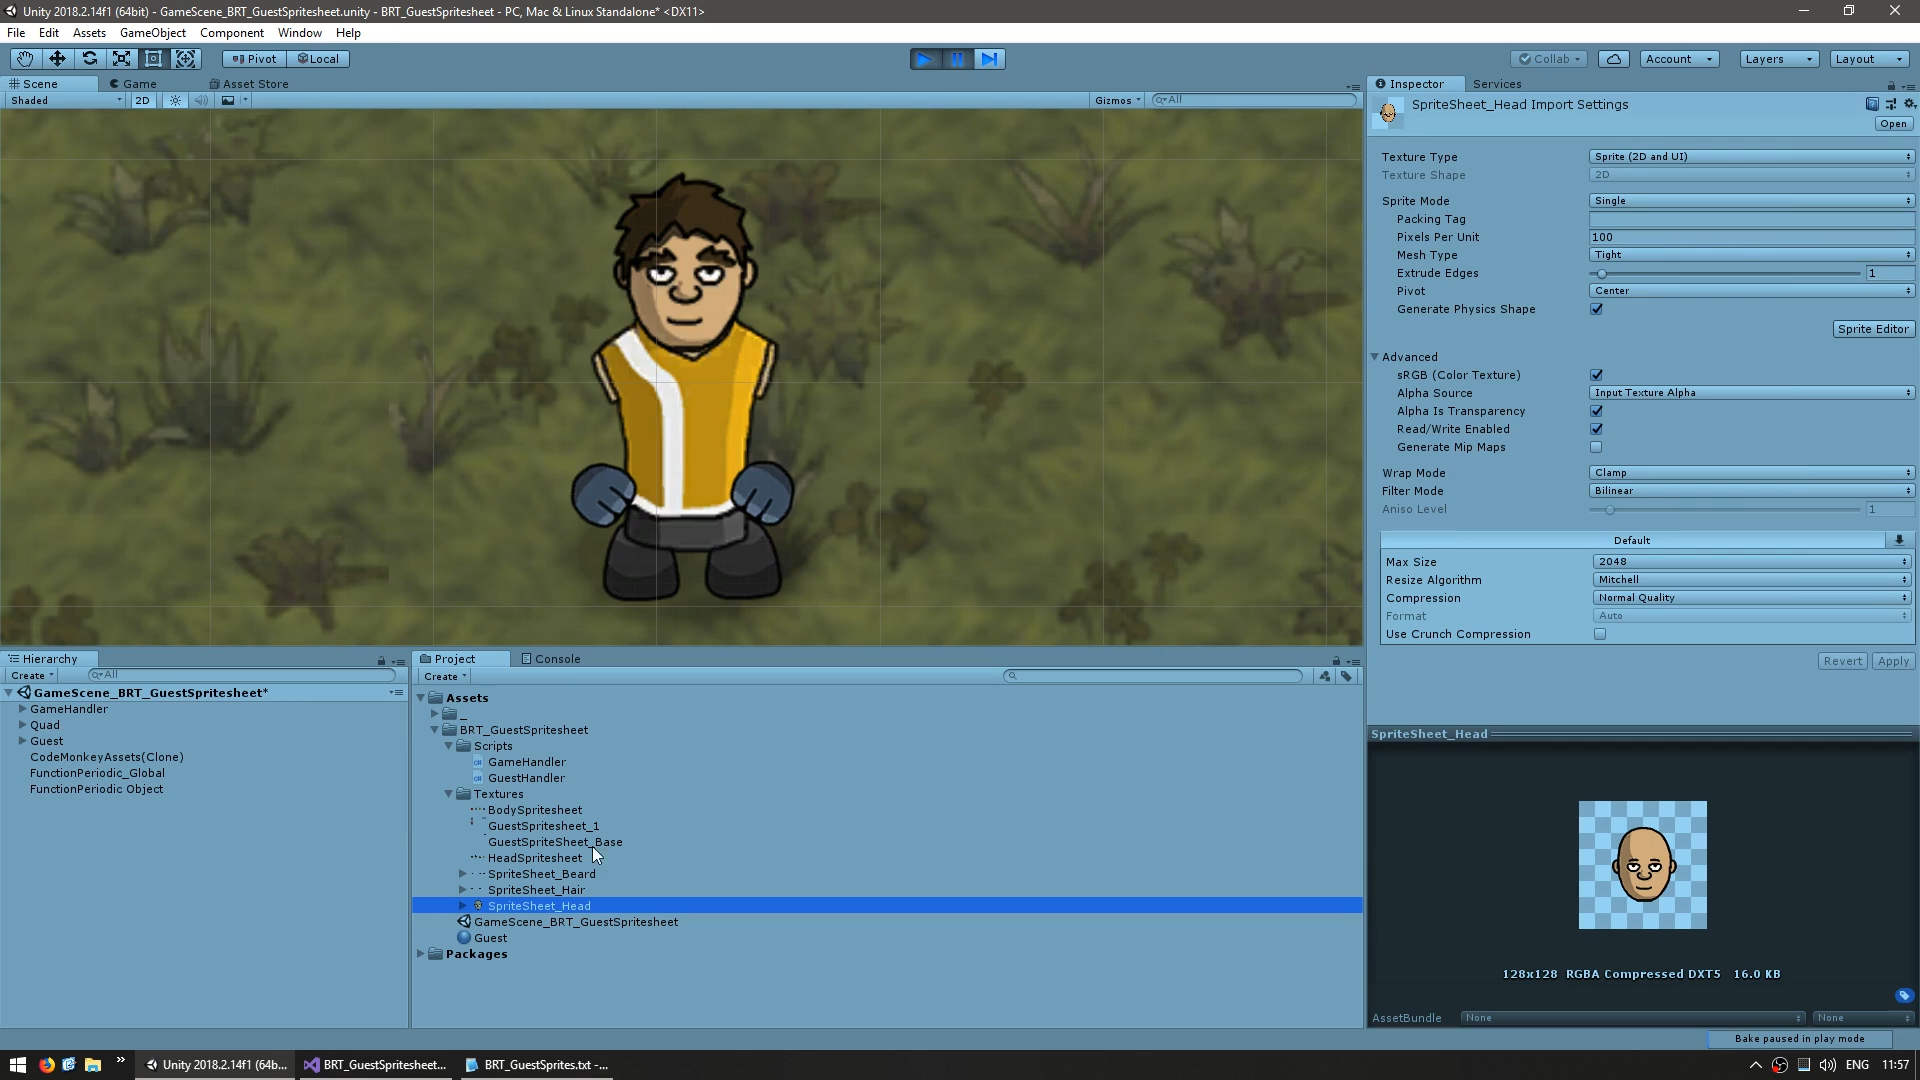 Unity 2018.2.14f1 (64bit) - GameScene_BRT_GuestSpritesheet.unity - BRT_GuestSpritesheet - PC, Mac & Linux Standalone* <DX11>
File Edit Assets GameObject Component Window Help
Pivot Local Collab Account Layers Layout
Scene Game Asset Store
Shaded 2D Gizmos All
Inspector Services
SpriteSheet_Head Import Settings
Open
Texture Type Sprite (2D and UI)
Texture Shape 2D
Sprite Mode Single
Packing Tag
Pixels Per Unit 100
Mesh Type Tight
Extrude Edges 1
Pivot Center
Generate Physics Shape
Sprite Editor
Advanced
sRGB (Color Texture)
Alpha Source Input Texture Alpha
Alpha Is Transparency
Read/Write Enabled
Generate Mip Maps
Wrap Mode Clamp
Filter Mode Bilinear
Aniso Level 1
Default
Max Size 2048
Resize Algorithm Mitchell
Compression Normal Quality
Format Auto
Use Crunch Compression
Revert Apply
Hierarchy
Create All
GameScene_BRT_GuestSpritesheet*
GameHandler
Quad
Guest
CodeMonkeyAssets(Clone)
FunctionPeriodic_Global
FunctionPeriodic Object
Project Console
Create
Assets
_
BRT_GuestSpritesheet
Scripts
GameHandler
GuestHandler
Textures
BodySpritesheet
GuestSpritesheet_1
GuestSpriteSheet_Base
HeadSpritesheet
SpriteSheet_Beard
SpriteSheet_Hair
SpriteSheet_Head
GameScene_BRT_GuestSpritesheet
Guest
Packages
SpriteSheet_Head
128x128 RGBA Compressed DXT5 16.0 KB
AssetBundle None None
Bake paused in play mode
Unity 2018.2.14f1 (64b... BRT_GuestSpritesheet... BRT_GuestSprites.txt -... ENG 11:57